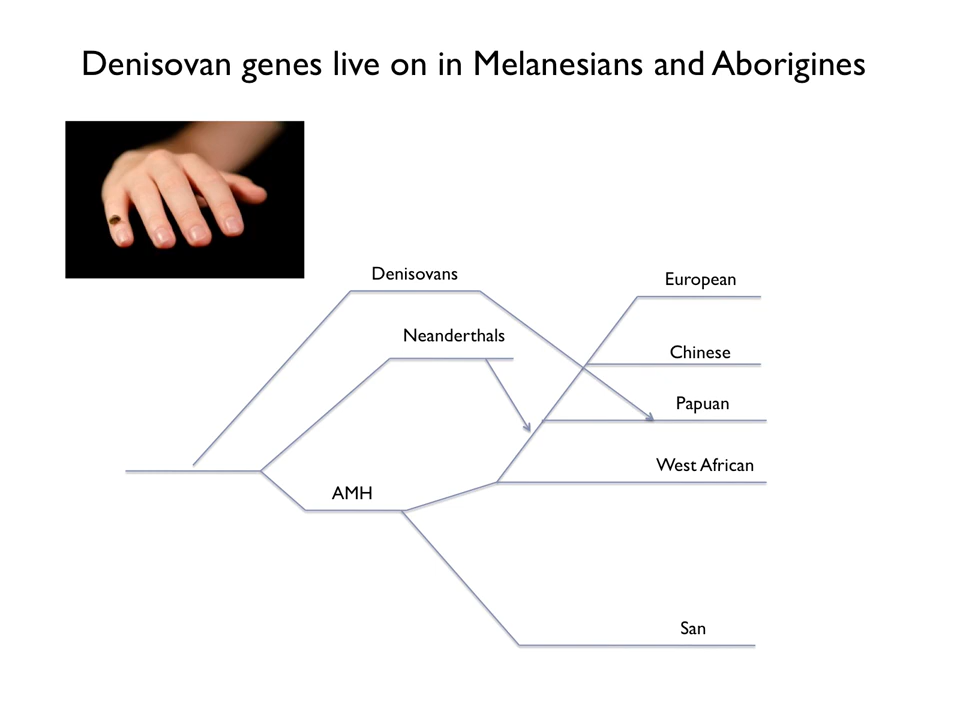 Denisovan genes live on in Melanesians and Aborigines
Denisovans
European
Neanderthals
Chinese
Papuan
West African
AMH
San